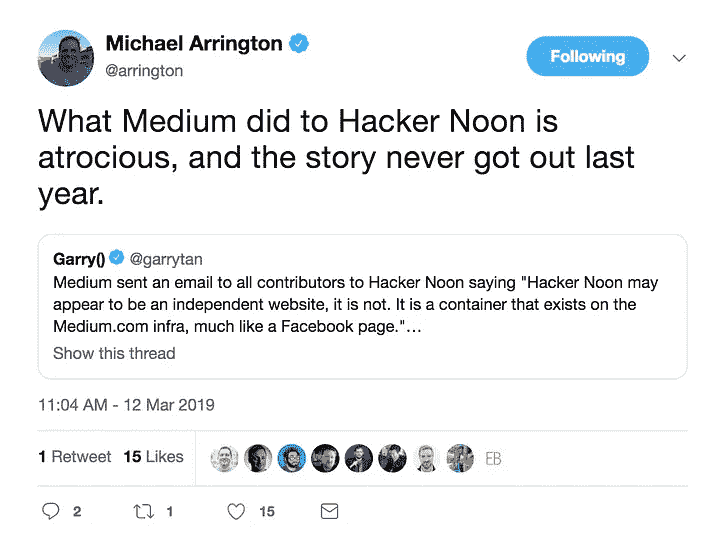 Michael Arrington
@arrington
Following
What Medium did to Hacker Noon is
atrocious, and the story never got out last
year.
Garry() @garrytan
Medium sent an email to all contributors to Hacker Noon saying "Hacker Noon may
appear to be an independent website, it is not. It is a container that exists on the
Medium.com infra, much like a Facebook page."...
Show this thread
11:04 AM - 12 Mar 2019
1 Retweet 15 Likes EB
2 1 15